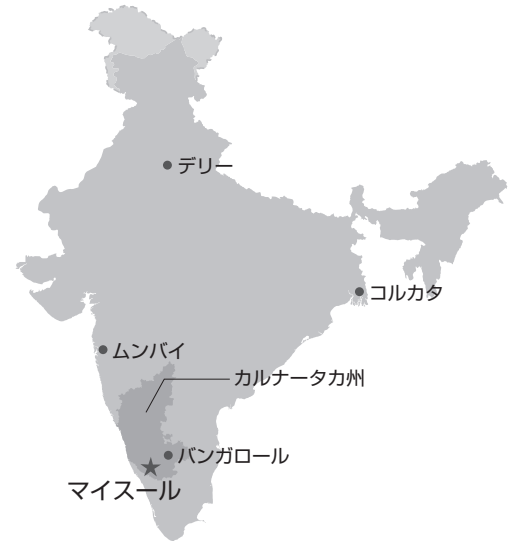 デリー
コルカタ
ムンバイ
カルナータカ州
バンガロール
マイスール